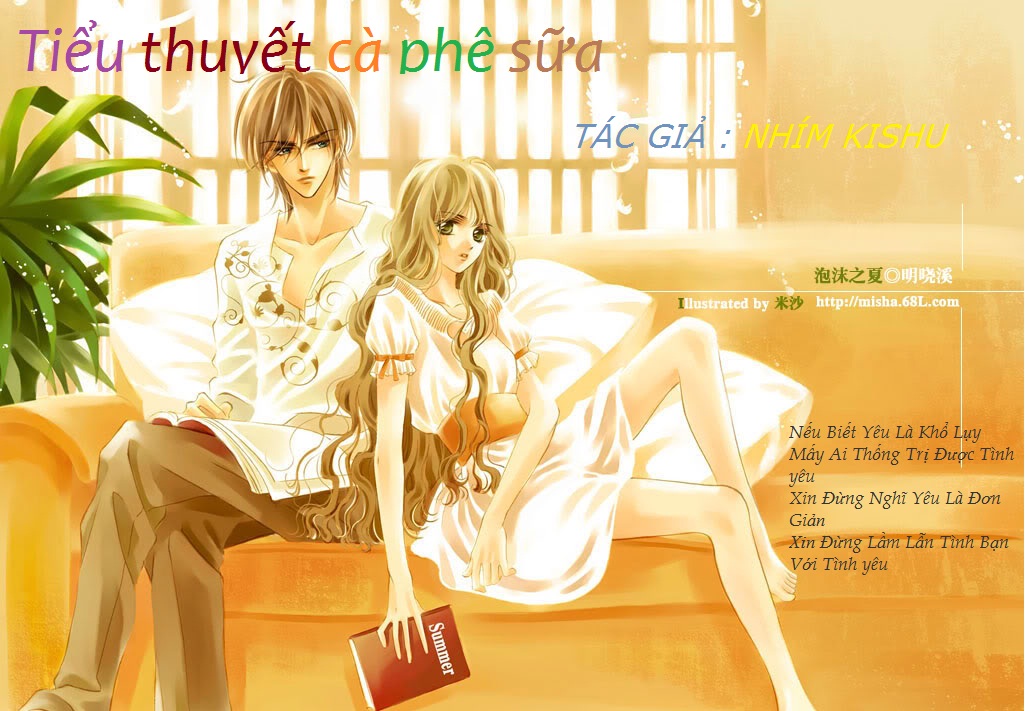 Tiểu thuyết cà phê sữa
TÁC GIẢ : NHÍM KISHU
泡沫之夏◎明晓溪
Illustrated by 米沙 http://misha.68L.com
Nếu Biết Yêu Là Khổ Lụy
Mấy Ai Thống Trị Được Tình
yêu
Xin Đừng Nghĩ Yêu Là Đơn
Giản
Xin Đừng Lầm Lẫn Tình Bạn
Với Tình yêu
Summer